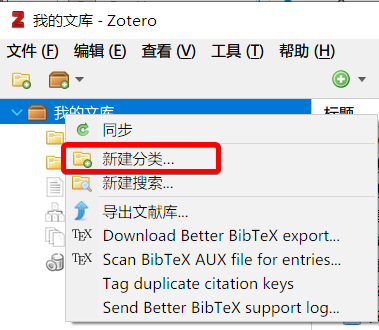 我的文库 - Zotero
文件 (F) 编辑 (E) 查看 (V) 工具 (T) 帮助 (H)
我的文库
标题
同步
新建分类...
新建搜索...
导出文献库...
TEX Download Better BibTeX export...
TEX Scan BibTeX AUX file for entries...
Tag duplicate citation keys
Send Better BibTeX support log...